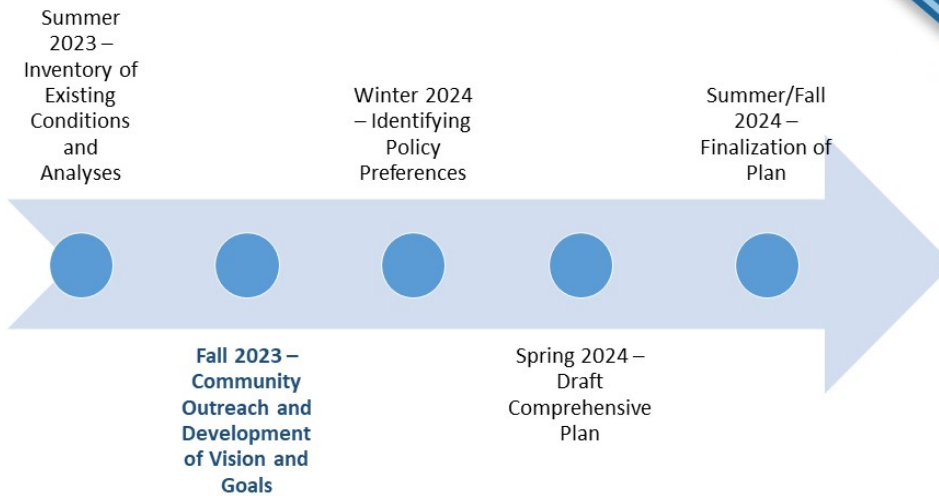 Summer
2023 –
Inventory of
Existing
Conditions
and
Analyses
Fall 2023 –
Community
Outreach and
Development
of Vision and
Goals
Winter 2024
– Identifying
Policy
Preferences
Spring 2024 –
Draft
Comprehensive
Plan
Summer/Fall
2024 –
Finalization of
Plan